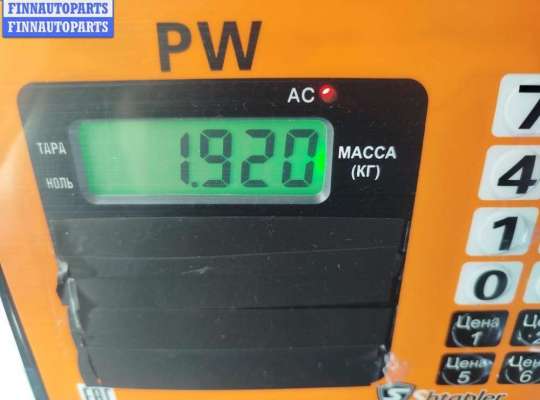 FINNAUTOPARTS
FINNAUTOPARTS
PW
AC
7
ТАРА
1.920
МАССА
(КГ)
НОЛЬ
4
1
0
Цена
1
Цена
5
6
Shtapler